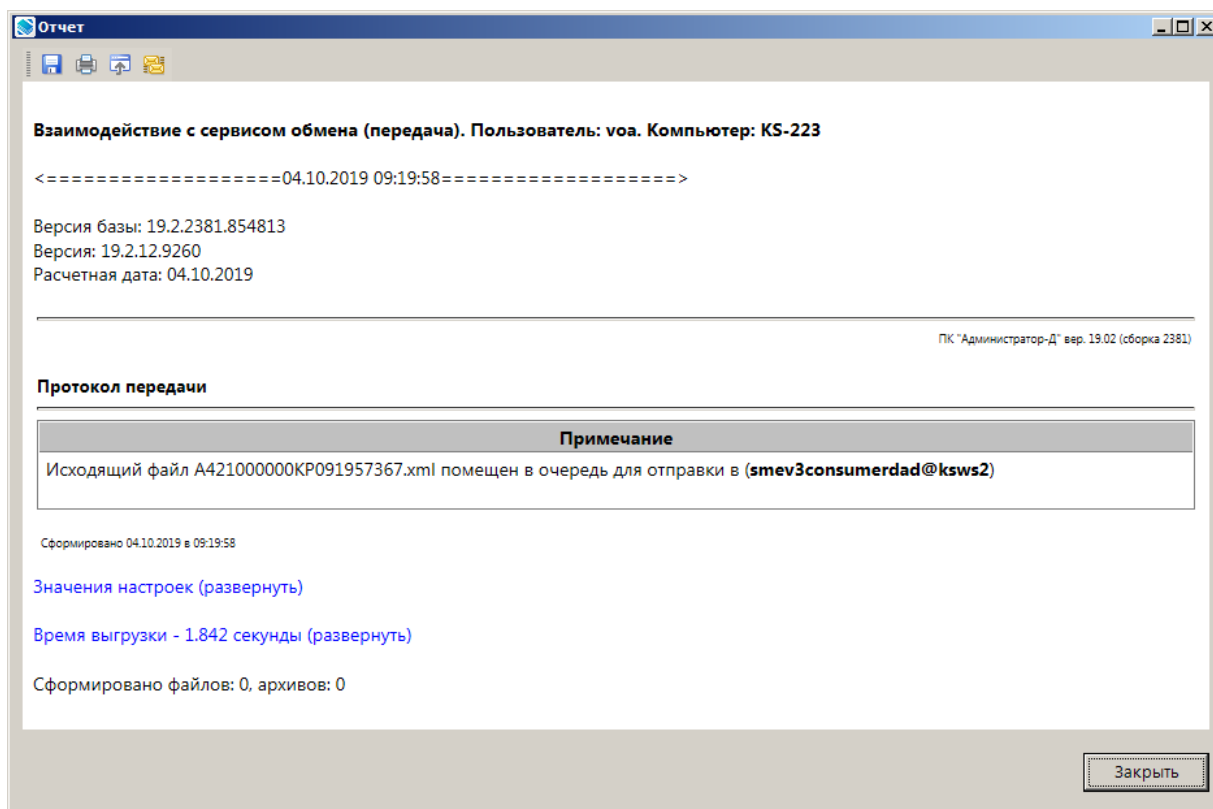 Отчет
Взаимодействие с сервисом обмена (передача). Пользователь: voa. Компьютер: KS-223
<===================04.10.2019 09:19:58===================>
Версия базы: 19.2.2381.854813
Версия: 19.2.12.9260
Расчетная дата: 04.10.2019
ПК "Администратор-Д" вер. 19.02 (сборка 2381)
Протокол передачи
Примечание
Исходящий файл A421000000KP091957367.xml помещен в очередь для отправки в (smev3consumerdad@ksws2)
Сформировано 04.10.2019 в 09:19:58
Значения настроек (развернуть)
Время выгрузки - 1.842 секунды (развернуть)
Сформировано файлов: 0, архивов: 0
Закрыть